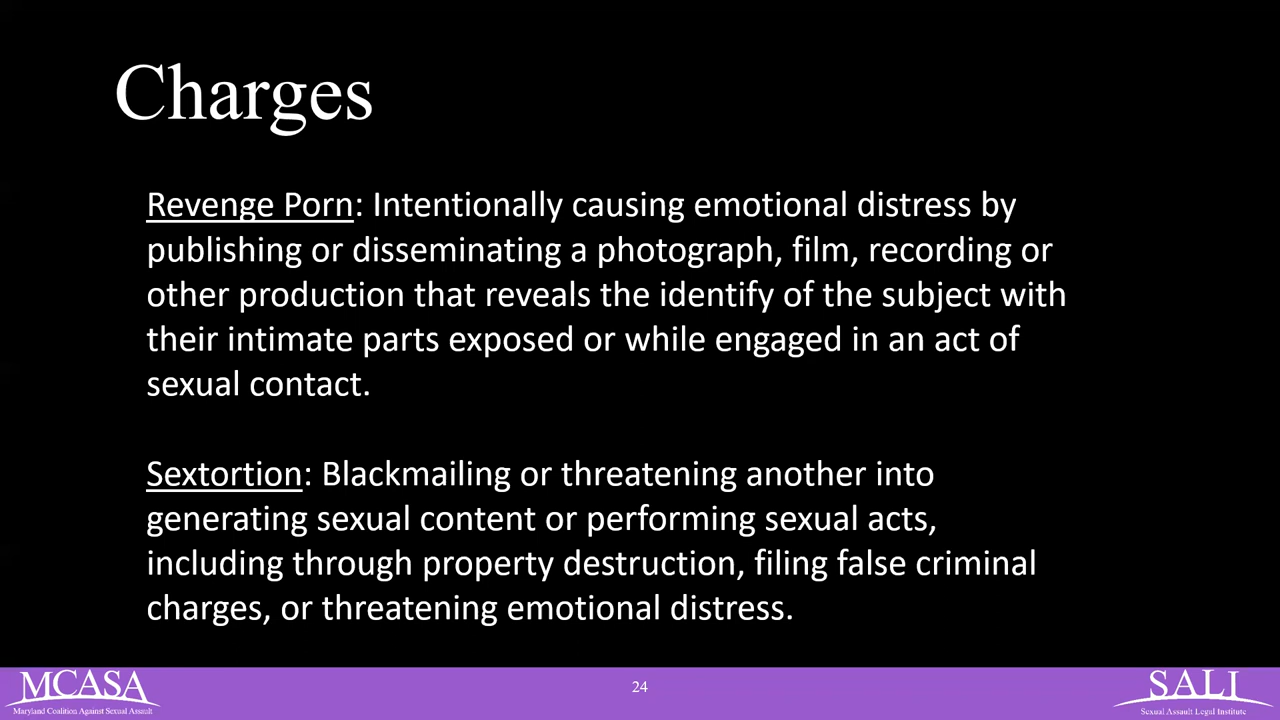 Charges
Revenge Porn: Intentionally causing emotional distress by
publishing or disseminating a photograph, film, recording or
other production that reveals the identify of the subject with
their intimate parts exposed or while engaged in an act of
sexual contact.
Sextortion: Blackmailing or threatening another into
generating sexual content or performing sexual acts,
including through property destruction, filing false criminal
charges, or threatening emotional distress.
MCASA
Maryland Coalition Against Sexual Assault
24
SALI
Sexual Assault Legal Institute